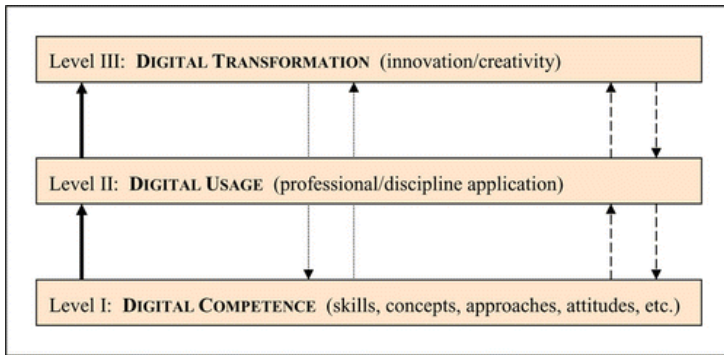 Level III: DIGITAL TRANSFORMATION (innovation/creativity)
Level II: DIGITAL USAGE (professional/discipline application)
Level I: DIGITAL COMPETENCE (skills, concepts, approaches, attitudes, etc.)